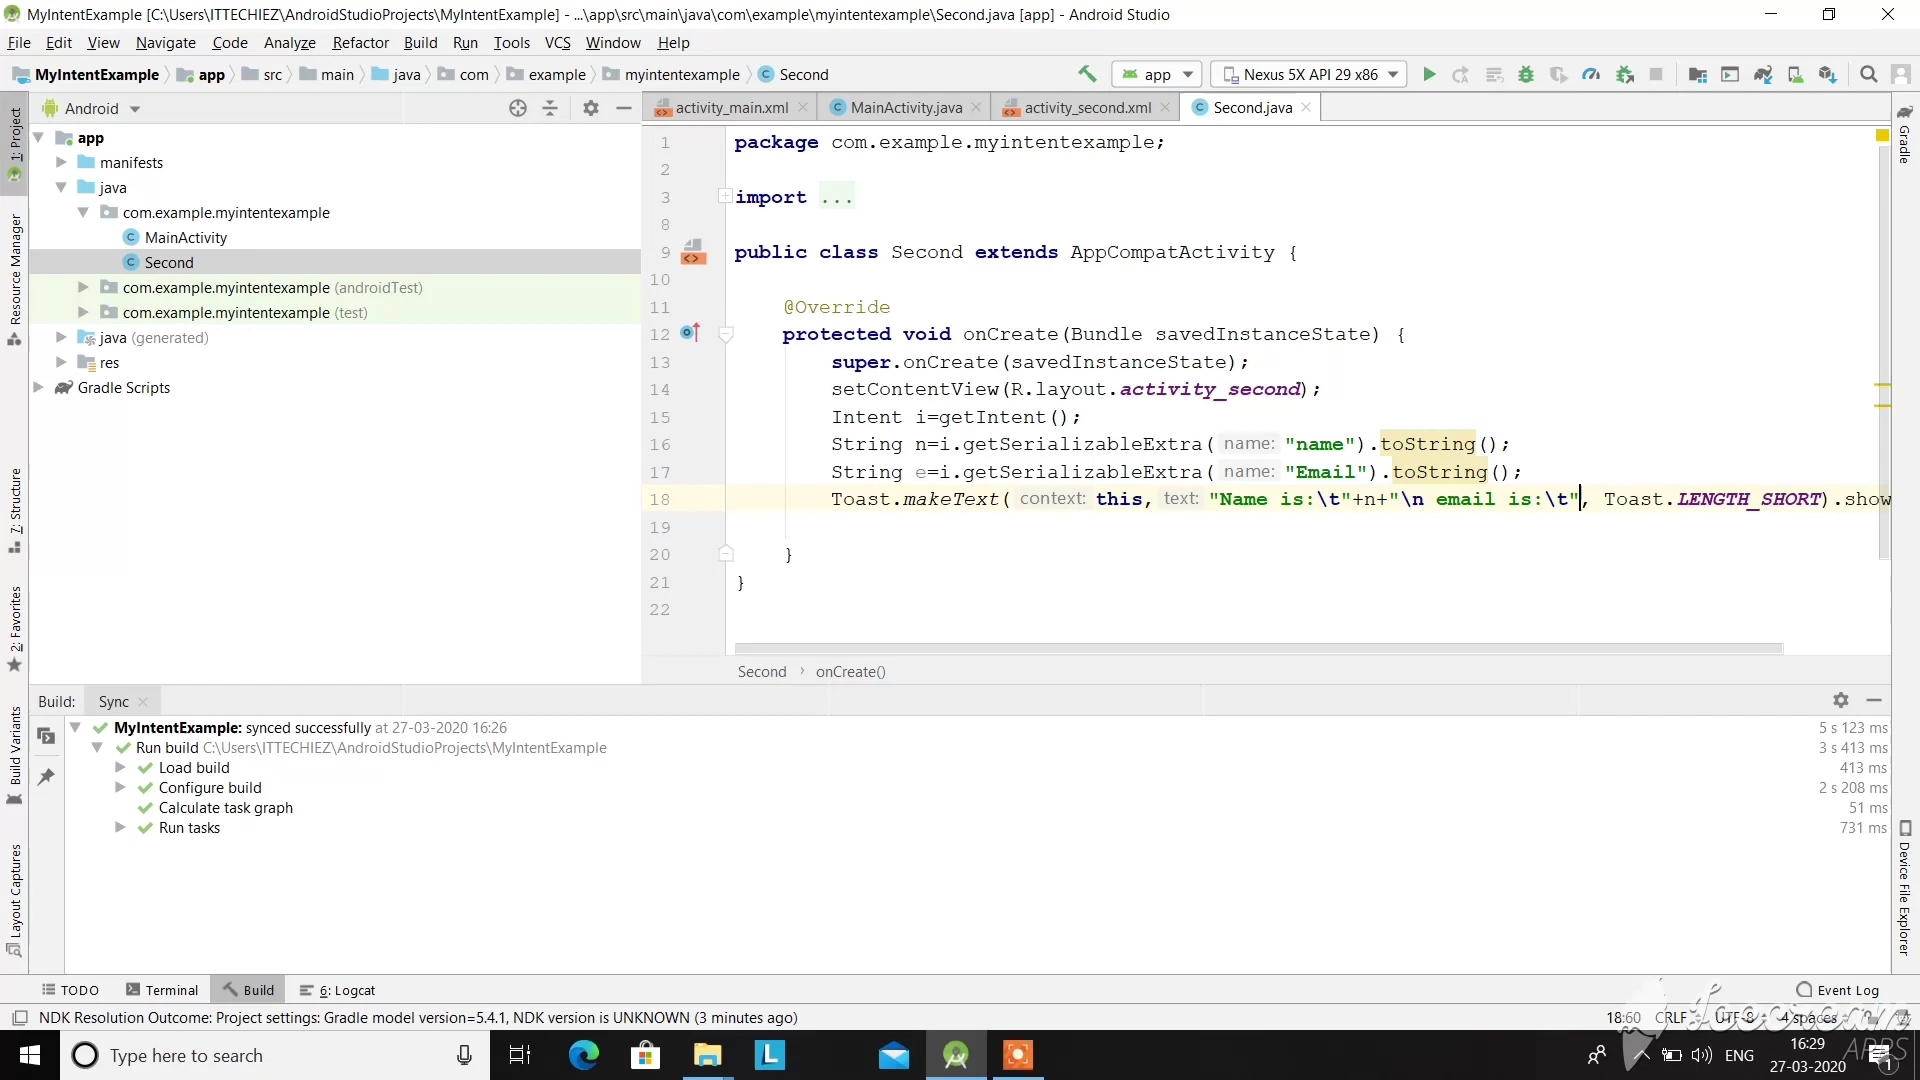 MyIntentExample [C:\Users\ITTECHIEZ\AndroidStudioProjects\MyIntentExample] - ...\app\src\main\java\com\example\myintentexample\Second.java [app] - Android Studio
File Edit View Navigate Code Analyze Refactor Build Run Tools VCS Window Help
MyIntentExample app src main java com example myintentexample Second app Nexus 5X API 29 x86
Android
activity_main.xml MainActivity.java activity_second.xml Second.java
1: Project
Resource Manager
7: Structure
2: Favorites
Build Variants
Layout Captures
app
manifests
java
com.example.myintentexample
MainActivity
Second
com.example.myintentexample (androidTest)
com.example.myintentexample (test)
java (generated)
res
Gradle Scripts
1 package com.example.myintentexample;
2
3 import ...
8
9 public class Second extends AppCompatActivity {
10
11 @Override
12 protected void onCreate(Bundle savedInstanceState) {
13 super.onCreate(savedInstanceState);
14 setContentView(R.layout.activity_second);
15 Intent i=getIntent();
16 String n=i.getSerializableExtra( name: "name").toString();
17 String e=i.getSerializableExtra( name: "Email").toString();
18 Toast.makeText( context: this, text: "Name is:\t"+n+"\n email is:\t", Toast.LENGTH_SHORT).show
19
20 }
21 }
22
Second › onCreate()
Gradle
Device File Explorer
Build: Sync
MyIntentExample: synced successfully at 27-03-2020 16:26 5 s 123 ms
Run build C:\Users\ITTECHIEZ\AndroidStudioProjects\MyIntentExample 3 s 413 ms
Load build 413 ms
Configure build 2 s 208 ms
Calculate task graph 51 ms
Run tasks 731 ms
TODO Terminal Build 6: Logcat Event Log
NDK Resolution Outcome: Project settings: Gradle model version=5.4.1, NDK version is UNKNOWN (3 minutes ago) 18:60 CRLF UTF-8 4 spaces
Icecream
APPS
Type here to search L ENG 16:29
27-03-2020
1